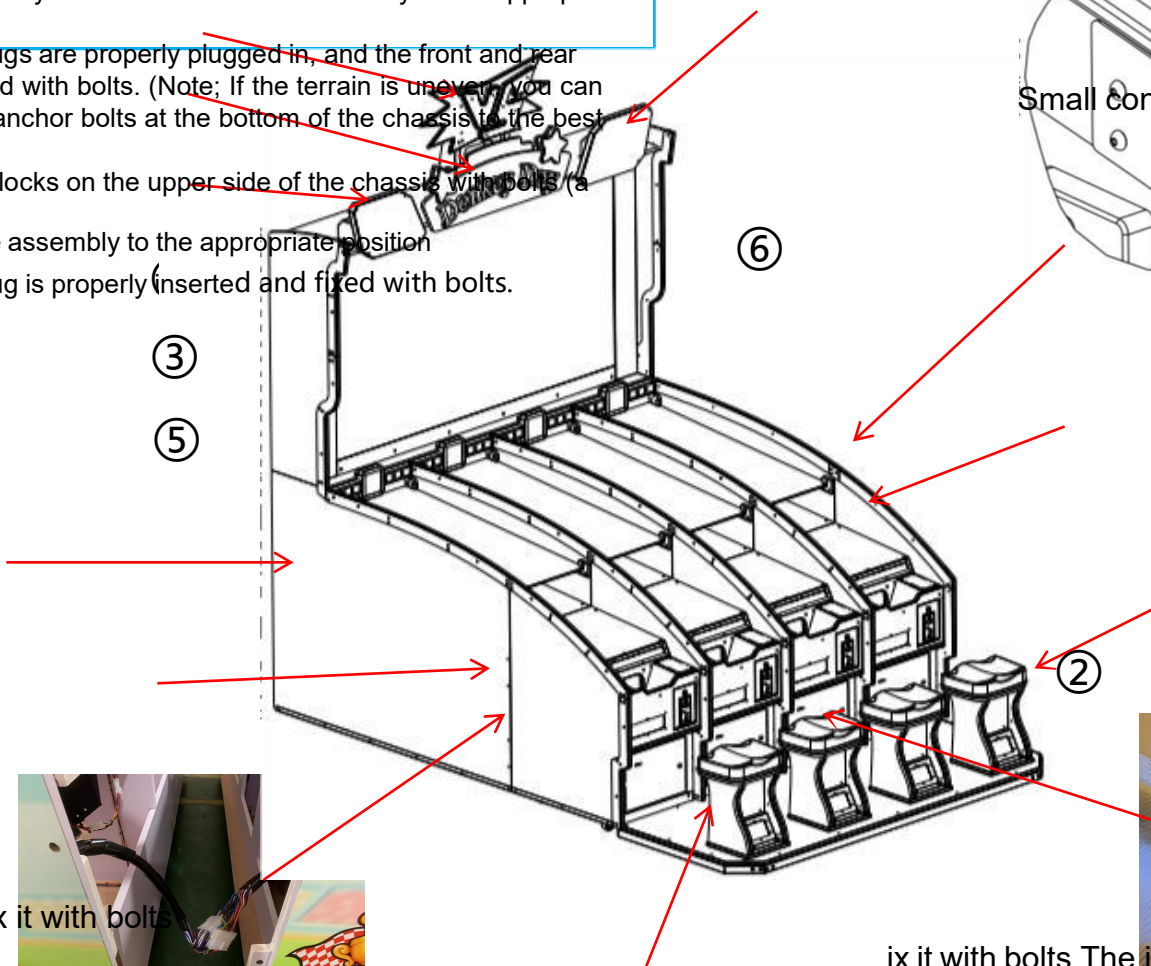 ugs are properly plugged in, and the front and rear
d with bolts. (Note; If the terrain is uneven, you can
anchor bolts at the bottom of the chassis to the best
Small con
locks on the upper side of the chassis with bolts (a
e assembly to the appropriate position
ug is properly inserted and fixed with bolts.
⑥
③
⑤
②
x it with bolts
ix it with bolts The i